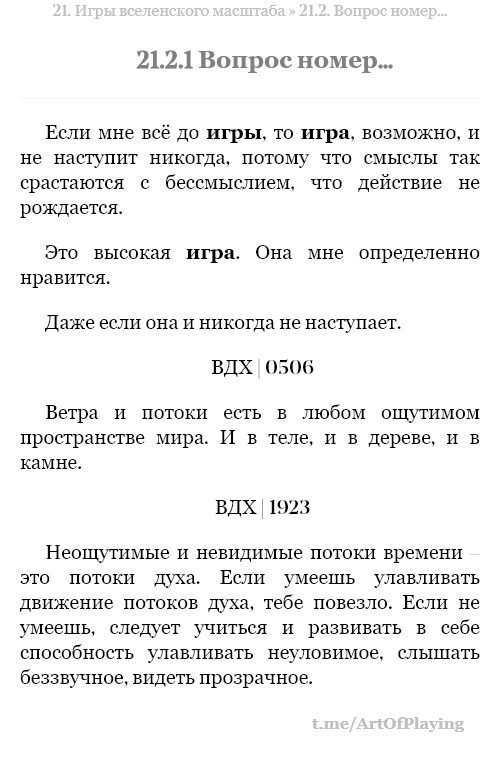 21. Игры вселенского масштаба » 21.2. Вопрос номер...
21.2.1 Вопрос номер...
Если мне всё до игры, то игра, возможно, и
не наступит никогда, потому что смыслы так
срастаются с бессмыслием, что действие не
рождается.
Это высокая игра. Она мне определенно
нравится.
Даже если она и никогда не наступает.
ВДХ | 0506
Ветра и потоки есть в любом ощутимом
пространстве мира. И в теле, и в дереве, и в
камне.
ВДХ | 1923
Неощутимые и невидимые потоки времени –
это потоки духа. Если умеешь улавливать
движение потоков духа, тебе повезло. Если не
умеешь, следует учиться и развивать в себе
способность улавливать неуловимое, слышать
беззвучное, видеть прозрачное.
t.me/ArtOfPlaying